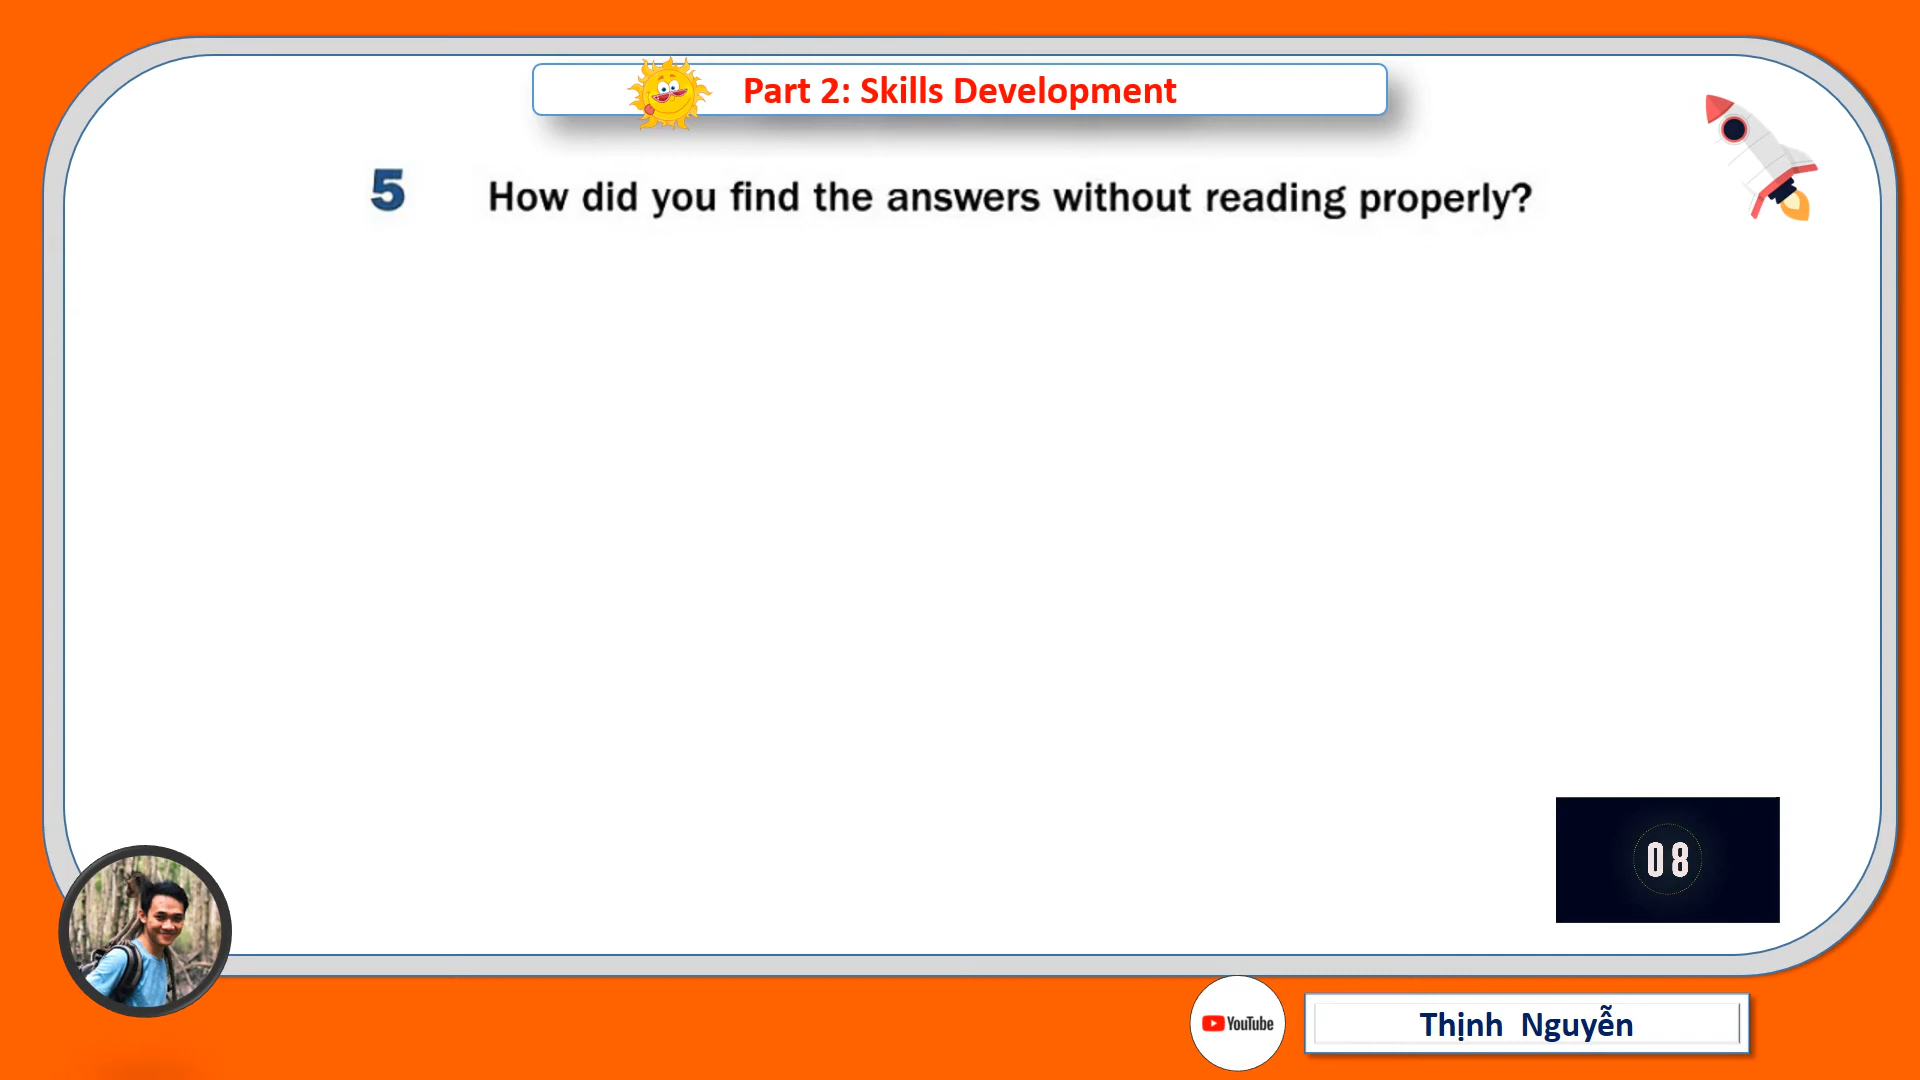 Part 2: Skills Development
5 How did you find the answers without reading properly?
08
YouTube
Thịnh Nguyễn